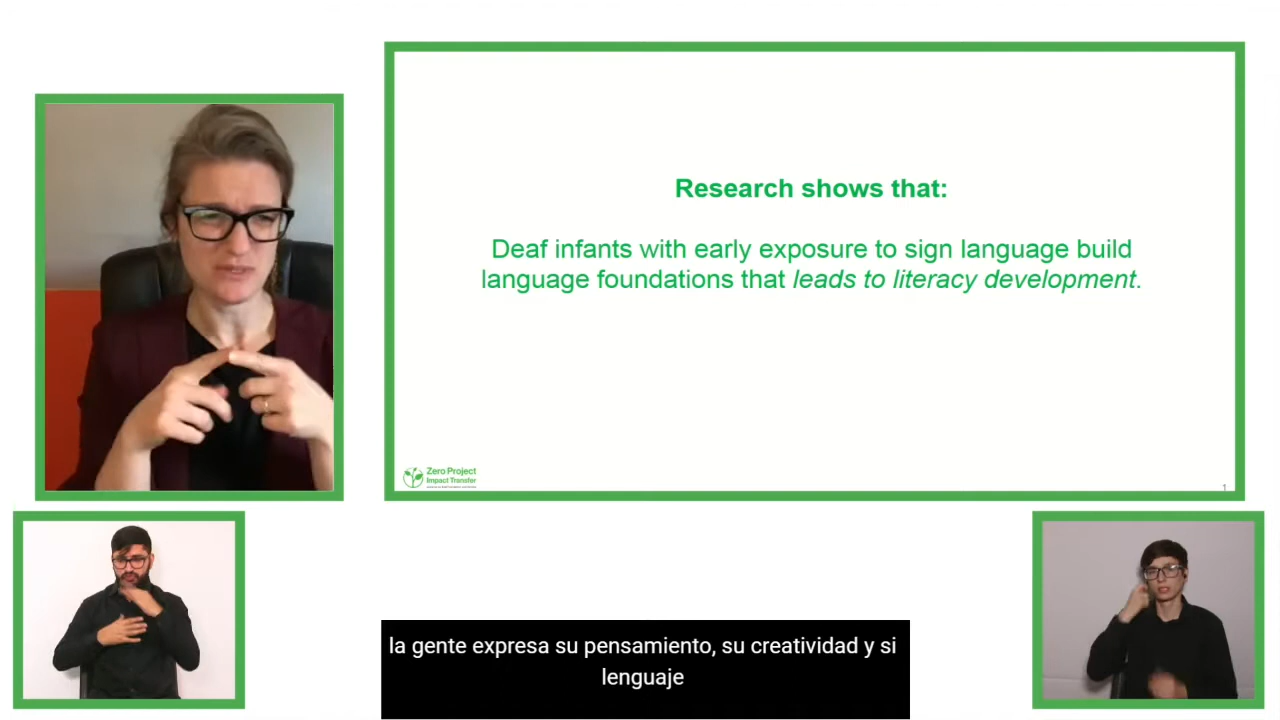 Research shows that:
Deaf infants with early exposure to sign language build
language foundations that leads to literacy development.
Zero Project
Impact Transfer
1
la gente expresa su pensamiento, su creatividad y si
lenguaje